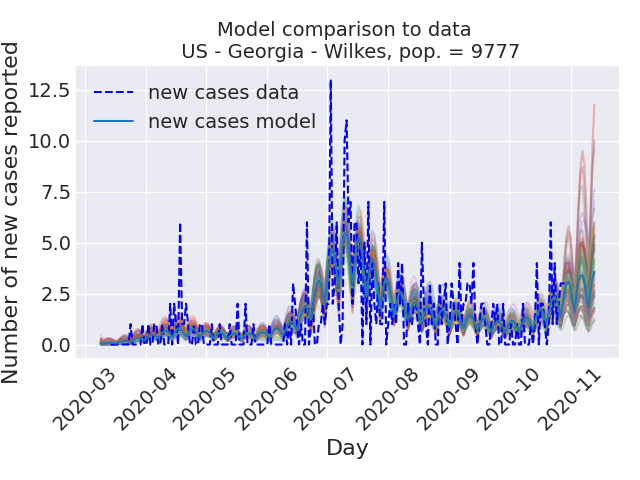 Model comparison to data
US - Georgia - Wilkes, pop. = 9777
Number of new cases reported
12.5
10.0
7.5
5.0
2.5
0.0
new cases data
new cases model
2020-03
2020-04
2020-05
2020-06
2020-07
2020-08
2020-09
2020-10
2020-11
Day